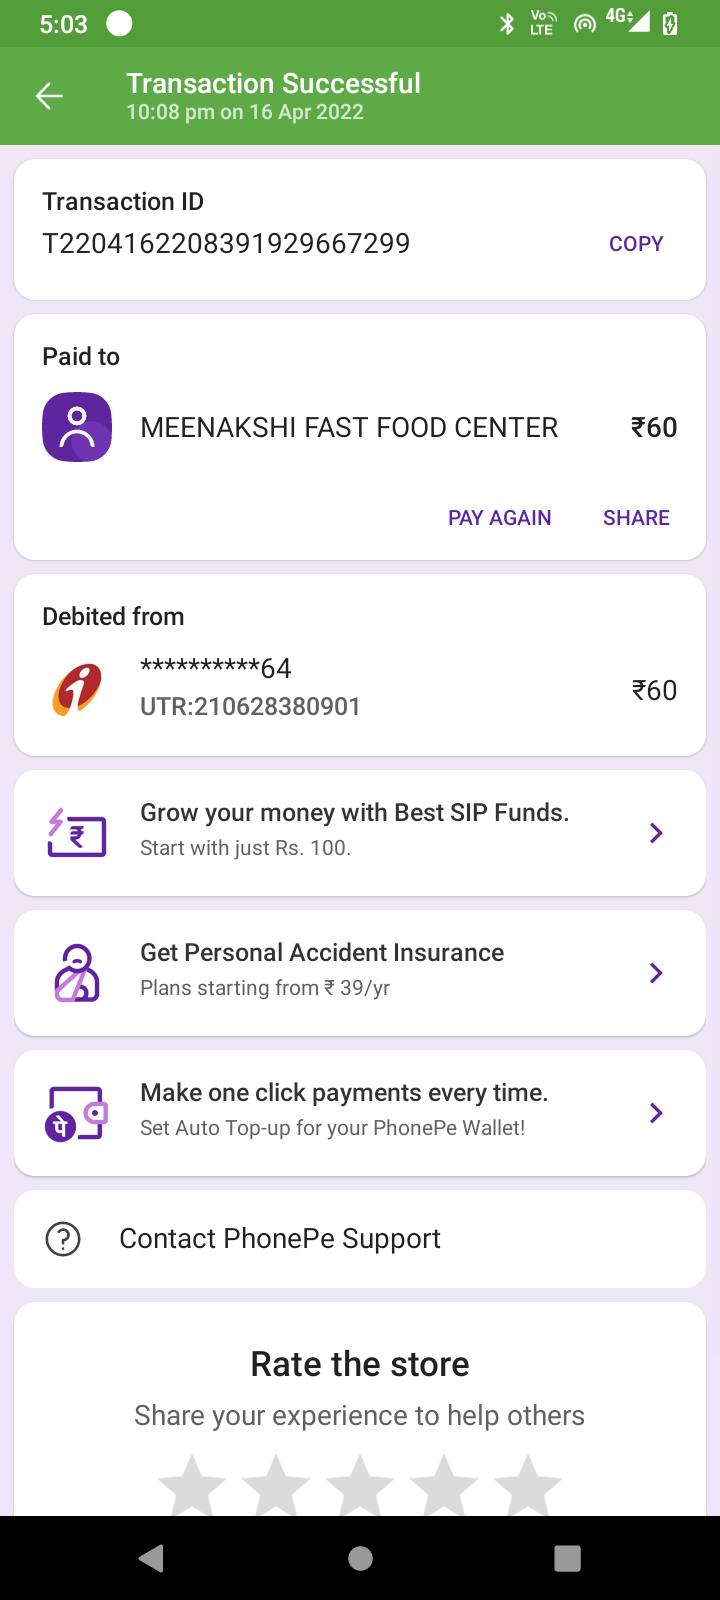 5:03
Vo
LTE
4G
Transaction Successful
10:08 pm on 16 Apr 2022
Transaction ID
T2204162208391929667299
COPY
Paid to
MEENAKSHI FAST FOOD CENTER
₹60
PAY AGAIN
SHARE
Debited from
**********64
UTR:210628380901
₹60
Grow your money with Best SIP Funds.
Start with just Rs. 100.
Get Personal Accident Insurance
Plans starting from ₹ 39/yr
Make one click payments every time.
पे
Set Auto Top-up for your PhonePe Wallet!
Contact PhonePe Support
Rate the store
Share your experience to help others